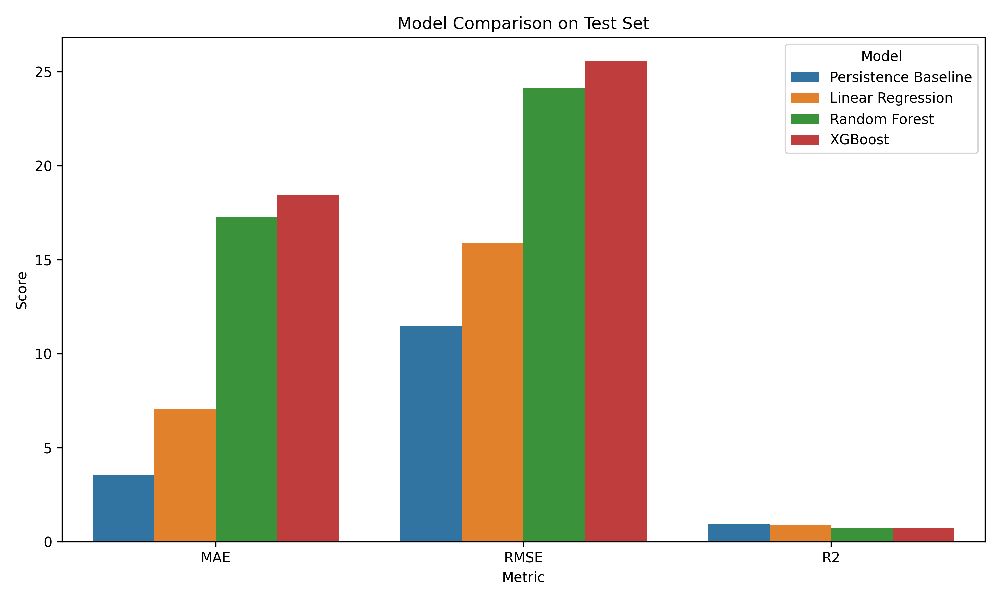 Model Comparison on Test Set
Model
Persistence Baseline
Linear Regression
Random Forest
XGBoost
Score
25
20
15
10
5
0
MAE
RMSE
R2
Metric